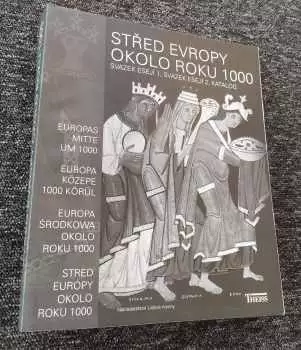 STŘED EVROPY
OKOLO ROKU 1000
SVAZEK ESEJÍ 1, SVAZEK ESEJÍ 2, KATALOG
EUROPAS
MITTE
UM 1000
EURÓPA
KÖZEPE
1000 KÖRÜL
EUROPA
ŚRODKOWA
OKOŁO
ROKU 1000
STRED
EURÓPY
OKOLO
ROKU 1000
THEISS